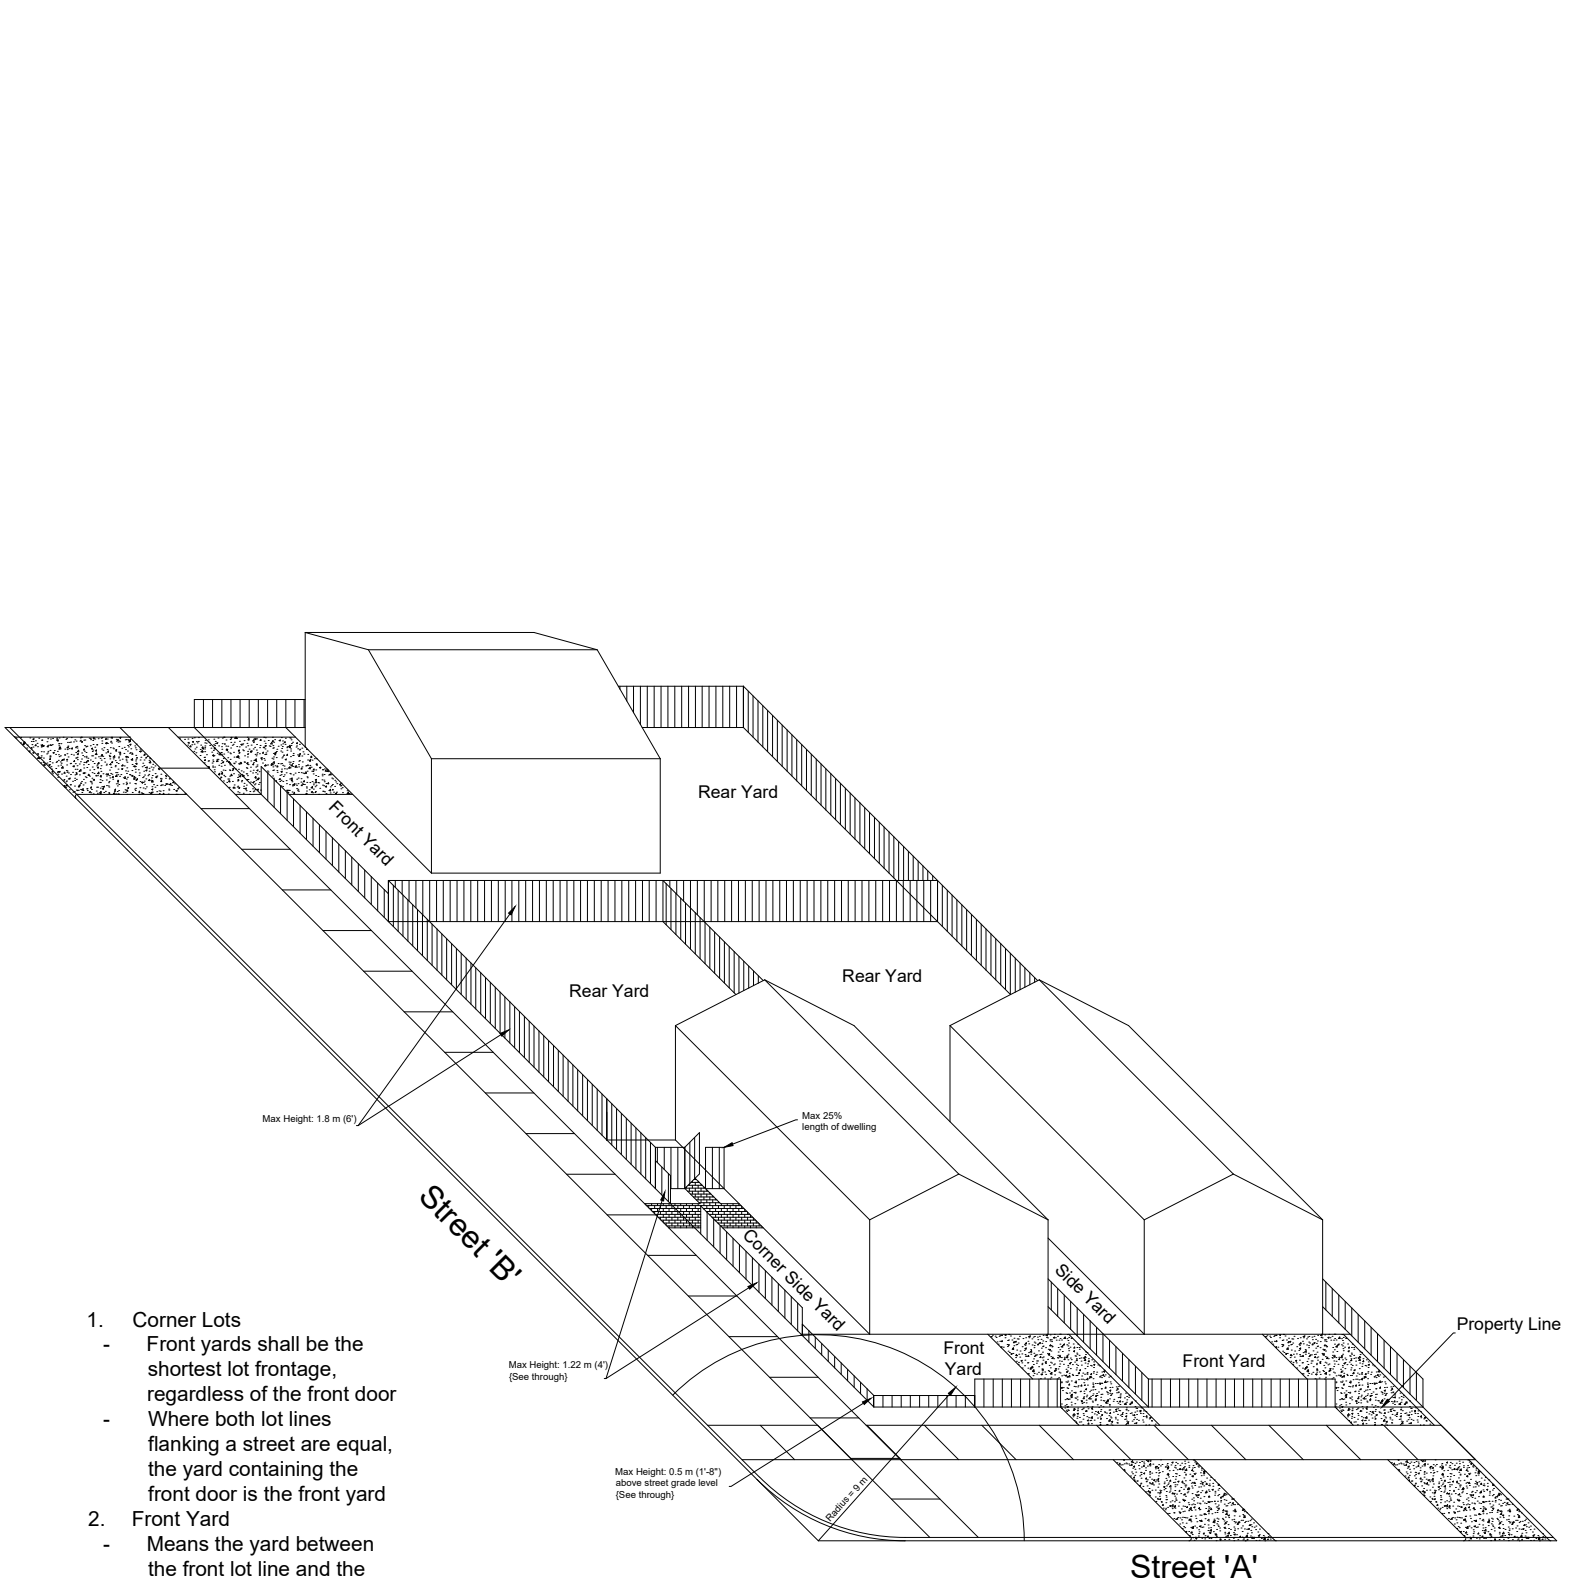 Rear Yard
Front Yard
Rear Yard
Rear Yard
Max Height: 1.8 m (6')
Max 25%
length of dwelling
Street 'B'
Corner Side Yard
Side Yard
Property Line
Front
Yard
Front Yard
Max Height: 1.22 m (4')
{See through}
Max Height: 0.5 m (1'-8")
above street grade level
{See through}
Radius = 9 m
Street 'A'
1. Corner Lots
- Front yards shall be the
shortest lot frontage,
regardless of the front door
- Where both lot lines
flanking a street are equal,
the yard containing the
front door is the front yard
2. Front Yard
- Means the yard between
the front lot line and the